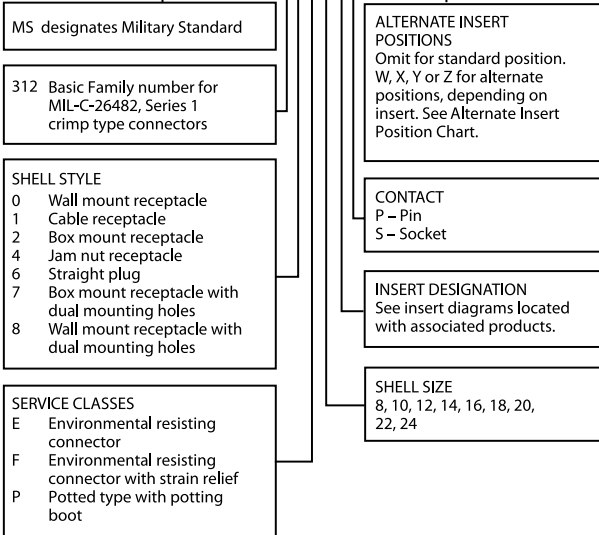 MS designates Military Standard
312 Basic Family number for
MIL-C-26482, Series 1
crimp type connectors
SHELL STYLE
0 Wall mount receptacle
1 Cable receptacle
2 Box mount receptacle
4 Jam nut receptacle
6 Straight plug
7 Box mount receptacle with
dual mounting holes
8 Wall mount receptacle with
dual mounting holes
SERVICE CLASSES
E Environmental resisting
connector
F Environmental resisting
connector with strain relief
P Potted type with potting
boot
ALTERNATE INSERT
POSITIONS
Omit for standard position.
W, X, Y or Z for alternate
positions, depending on
insert. See Alternate Insert
Position Chart.
CONTACT
P – Pin
S – Socket
INSERT DESIGNATION
See insert diagrams located
with associated products.
SHELL SIZE
8, 10, 12, 14, 16, 18, 20,
22, 24